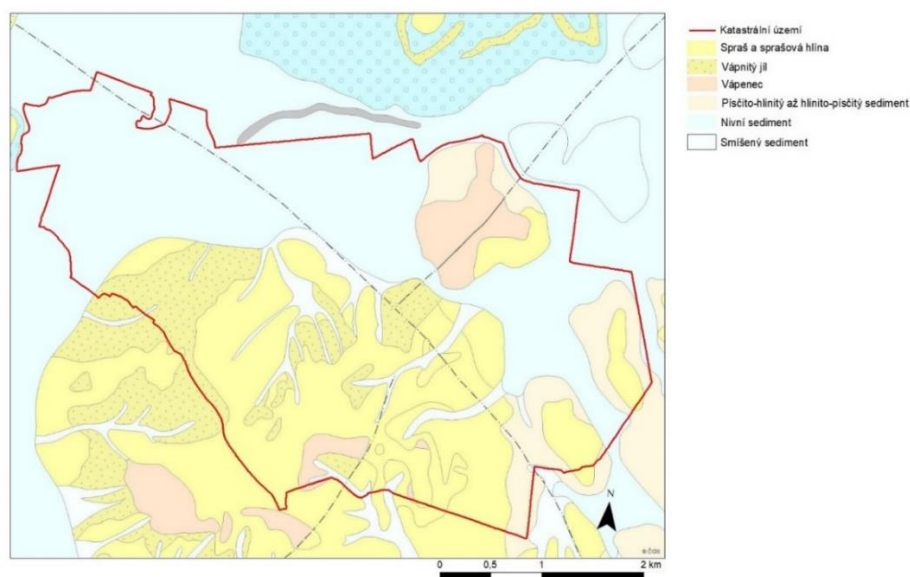 Katastrální území
Spraš a sprašová hlína
Vápnitý jíl
Vápenec
Písčito-hlinitý až hlinito-písčitý sediment
Nivní sediment
Smíšený sediment
N
0 0,5 1 2 km